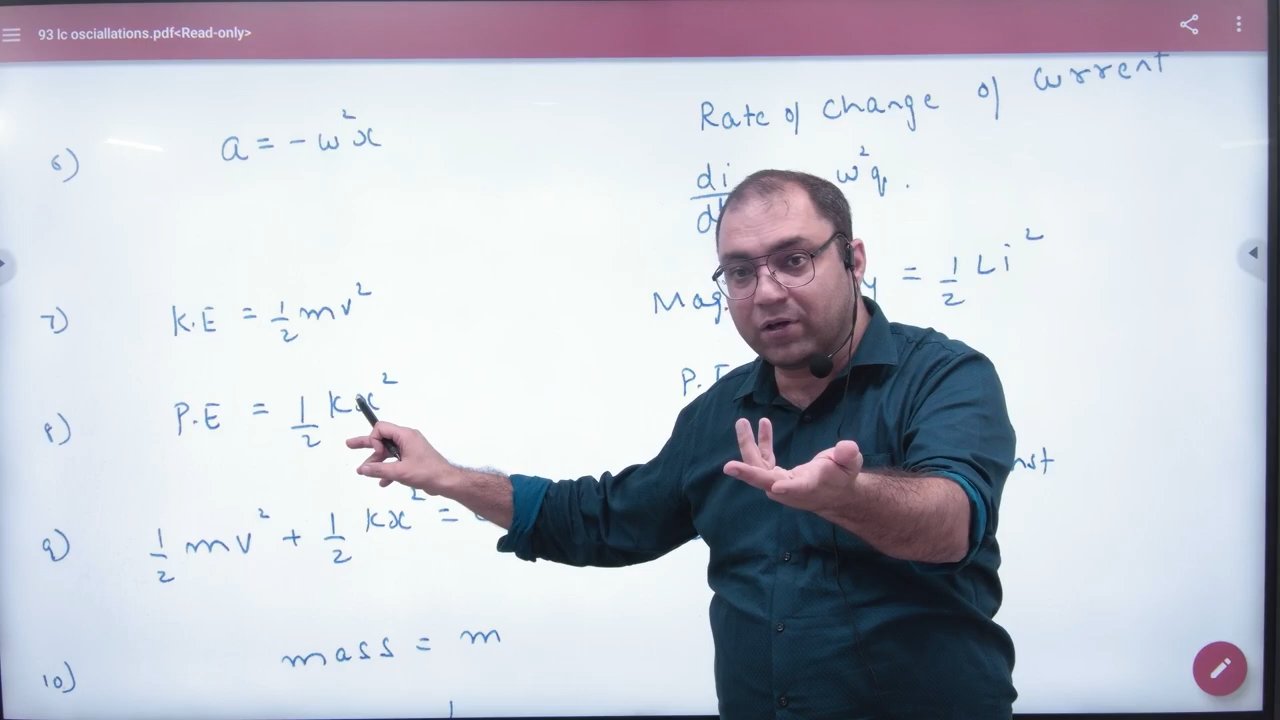 93 lc osciallations.pdf<Read-only>
Rate of change of current
6) a = - ω²x
di ω²q.
7) K.E = 1/2 mv²
= 1/2 Li²
8) P.E = 1/2 kx²
P.E
9) 1/2 mv² + 1/2 kx² =
10) mass = m